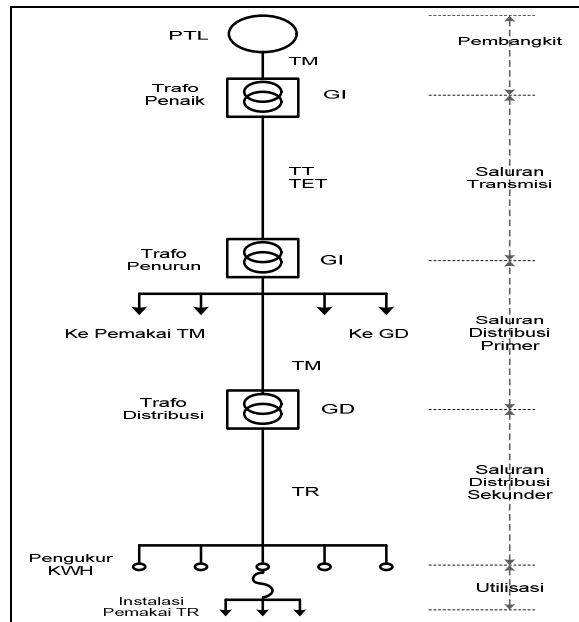 PTL
Pembangkit
TM
Trafo
Penaik
GI
TT
TET
Saluran
Transmisi
Trafo
Penurun
GI
Ke Pemakai TM
Ke GD
Saluran
Distribusi
Primer
TM
Trafo
Distribusi
GD
TR
Saluran
Distribusi
Sekunder
Pengukur
KWH
Utilisasi
Instalasi
Pemakai TR